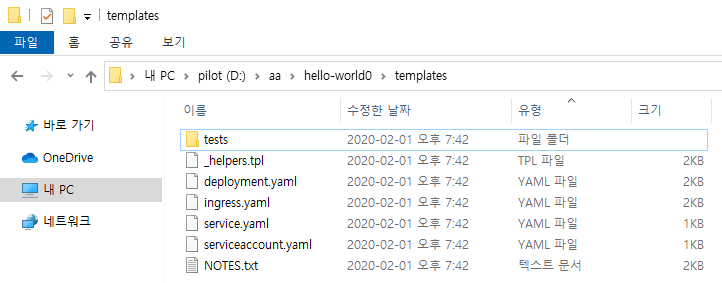 templates
파일 홈 공유 보기
내 PC > pilot (D:) > aa > hello-world0 > templates
이름 수정한 날짜 유형 크기
바로 가기
OneDrive
내 PC
네트워크
tests 2020-02-01 오후 7:42 파일 폴더
_helpers.tpl 2020-02-01 오후 7:42 TPL 파일 2KB
deployment.yaml 2020-02-01 오후 7:42 YAML 파일 2KB
ingress.yaml 2020-02-01 오후 7:42 YAML 파일 2KB
service.yaml 2020-02-01 오후 7:42 YAML 파일 1KB
serviceaccount.yaml 2020-02-01 오후 7:42 YAML 파일 1KB
NOTES.txt 2020-02-01 오후 7:42 텍스트 문서 2KB